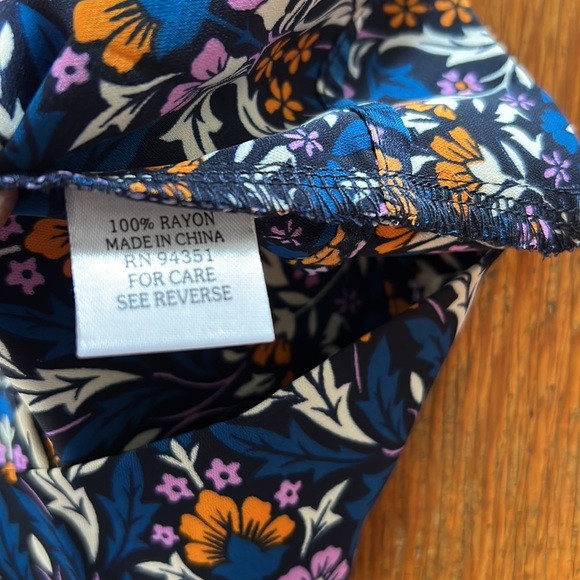 100% RAYON
MADE IN CHINA
RN 94351
FOR CARE
SEE REVERSE